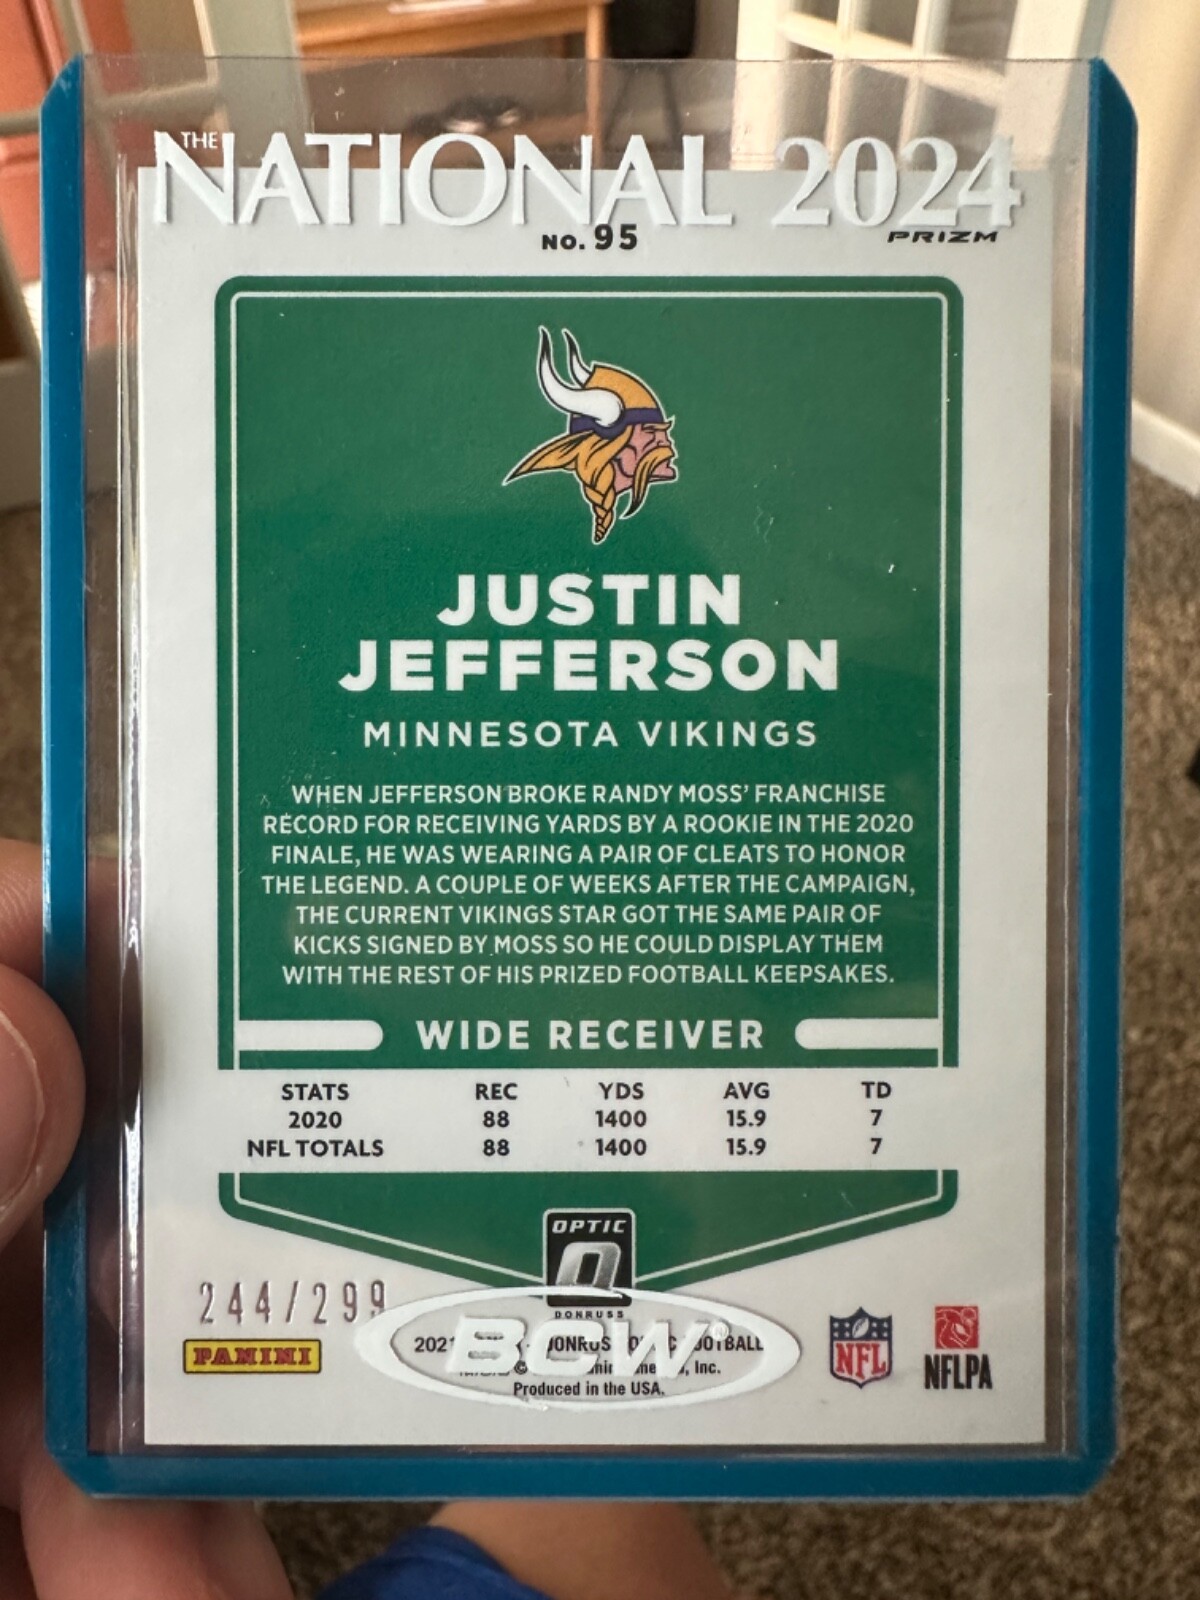 THE NATIONAL 2024
NO. 95
PRIZM
JUSTIN
JEFFERSON
MINNESOTA VIKINGS
WHEN JEFFERSON BROKE RANDY MOSS' FRANCHISE
RECORD FOR RECEIVING YARDS BY A ROOKIE IN THE 2020
FINALE, HE WAS WEARING A PAIR OF CLEATS TO HONOR
THE LEGEND. A COUPLE OF WEEKS AFTER THE CAMPAIGN,
THE CURRENT VIKINGS STAR GOT THE SAME PAIR OF
KICKS SIGNED BY MOSS SO HE COULD DISPLAY THEM
WITH THE REST OF HIS PRIZED FOOTBALL KEEPSAKES.
WIDE RECEIVER
STATS REC YDS AVG TD
2020 88 1400 15.9 7
NFL TOTALS 88 1400 15.9 7
OPTIC
DONRUSS
244/299
PANINI
BCW®
2021 FOOTBALL
© Inc.
Produced in the USA.
NFL
NFLPA